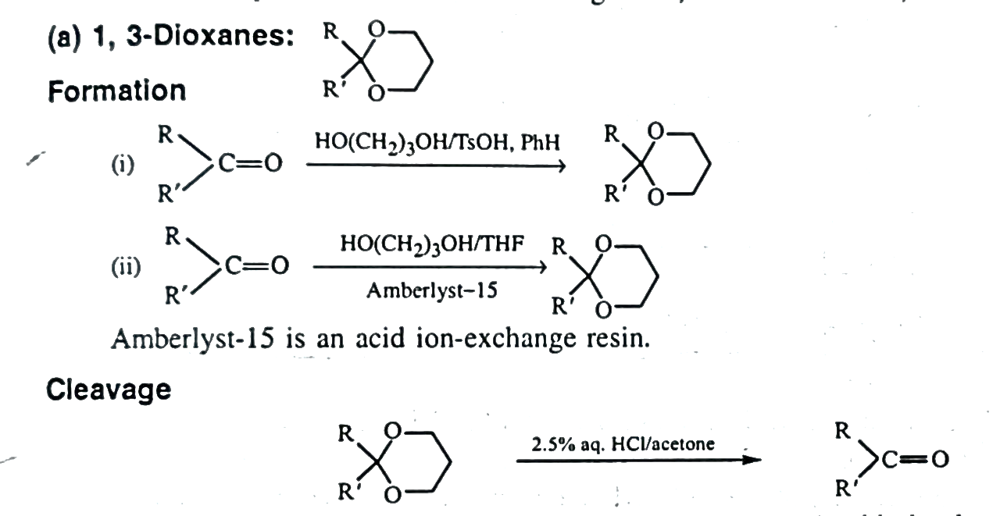 (a) 1, 3-Dioxanes:
R O
R' O
Formation
(i) R R' C=O HO(CH2)3OH/TsOH, PhH R O R' O
(ii) R R' C=O HO(CH2)3OH/THF Amberlyst-15 R O R' O
Amberlyst-15 is an acid ion-exchange resin.
Cleavage
R O R' O 2.5% aq. HCl/acetone R R' C=O